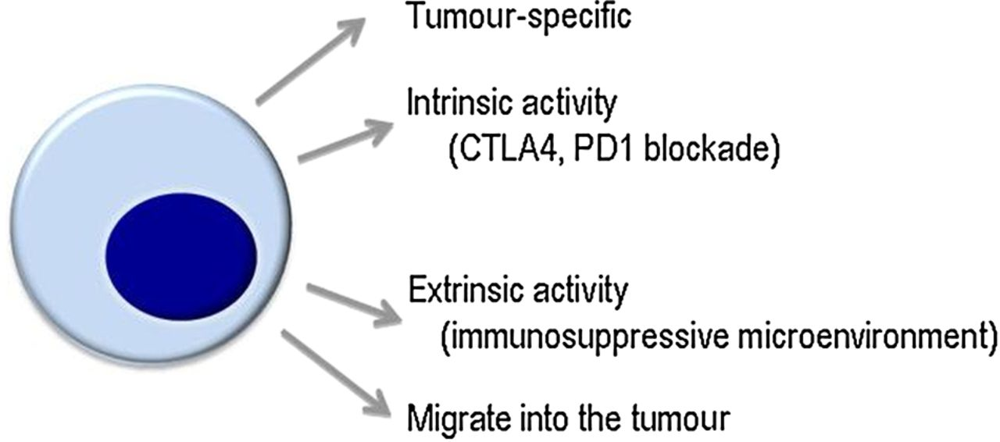 Tumour-specific
Intrinsic activity
(CTLA4, PD1 blockade)
Extrinsic activity
(immunosuppressive microenvironment)
Migrate into the tumour